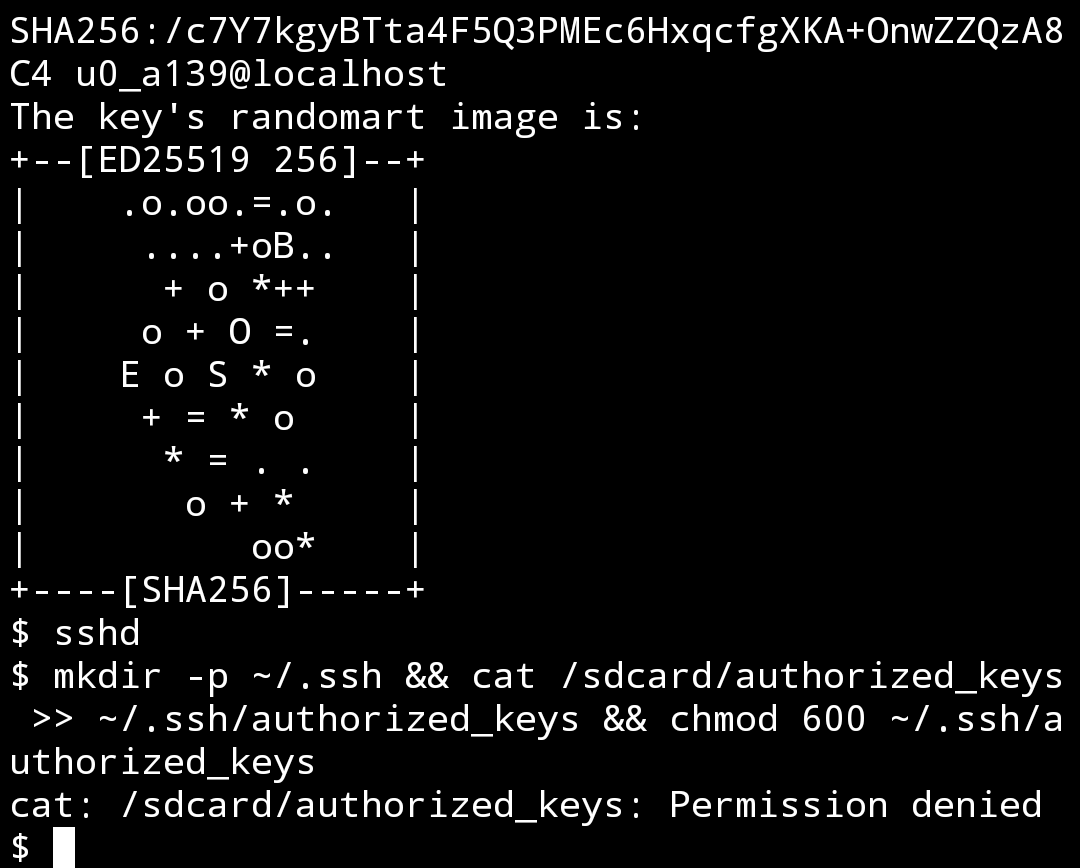 SHA256:/c7Y7kgyBTta4F5Q3PMEc6HxqcfgXKA+OnwZZQzA8
C4 u0_a139@localhost
The key's randomart image is:
+--[ED25519 256]--+
|    .o.oo.=.o.   |
|     ....+oB..   |
|      + o *++    |
|     o + O =.    |
|    E o S * o    |
|     + = * o     |
|      * = . .    |
|       o + *     |
|          oo*    |
+----[SHA256]-----+
$ sshd
$ mkdir -p ~/.ssh && cat /sdcard/authorized_keys
 >> ~/.ssh/authorized_keys && chmod 600 ~/.ssh/a
uthorized_keys
cat: /sdcard/authorized_keys: Permission denied
$